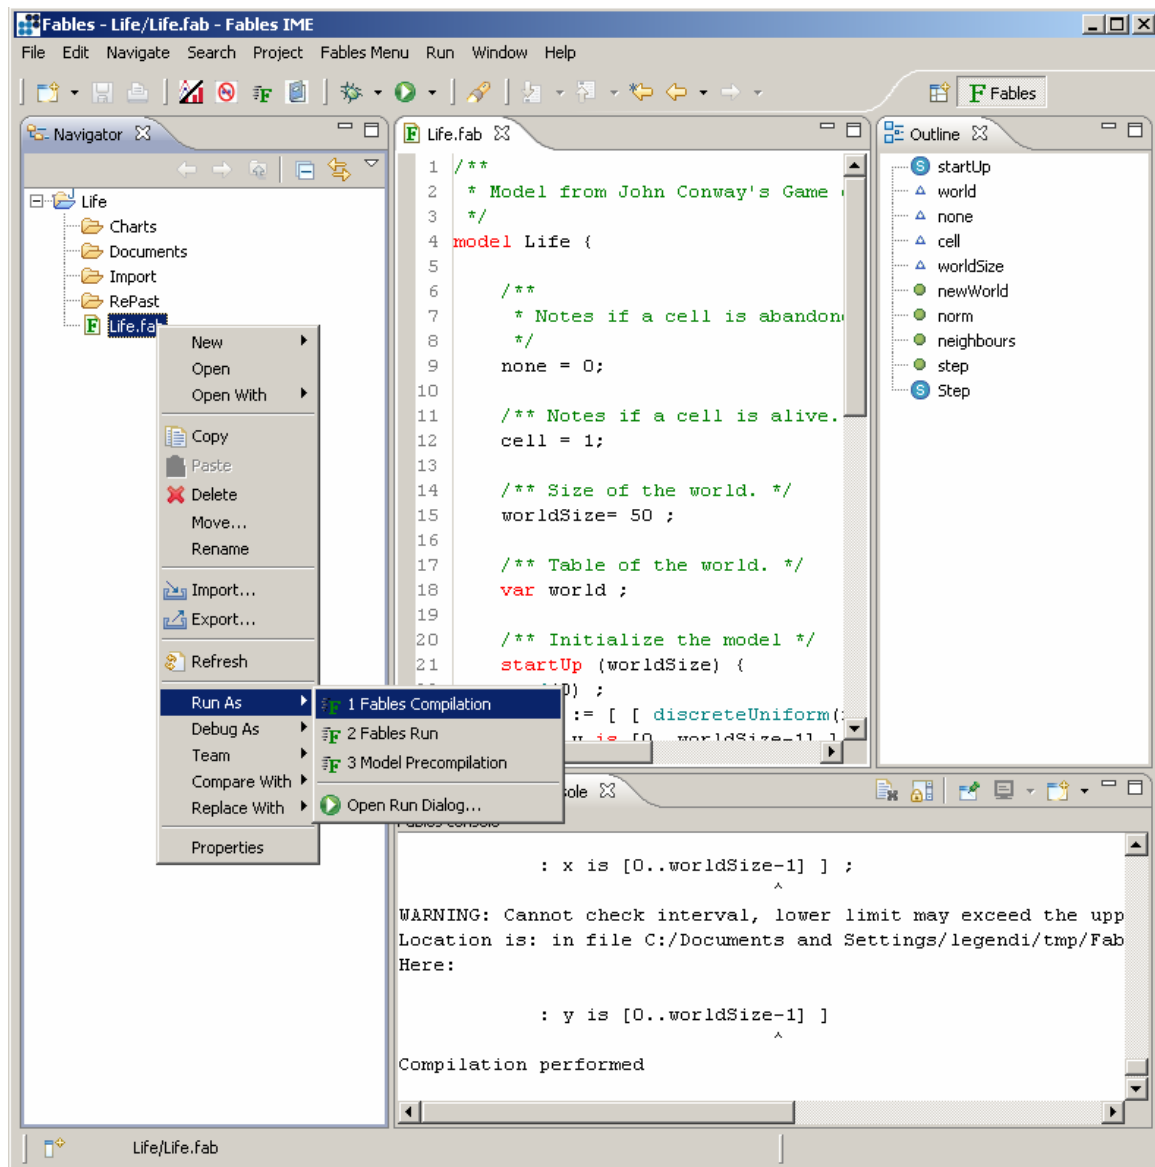 Fables - Life/Life.fab - Fables IME
File Edit Navigate Search Project Fables Menu Run Window Help
F Fables
Navigator
Life
Charts
Documents
Import
RePast
Life.fab
New
Open
Open With
Copy
Paste
Delete
Move...
Rename
Import...
Export...
Refresh
Run As
Debug As
Team
Compare With
Replace With
Properties
1 Fables Compilation
2 Fables Run
3 Model Precompilation
Open Run Dialog...
Life.fab
1 /**
2 * Model from John Conway's Game
3 */
4 model Life {
5
6 /**
7 * Notes if a cell is abandon
8 */
9 none = 0;
10
11 /** Notes if a cell is alive.
12 cell = 1;
13
14 /** Size of the world. */
15 worldSize= 50 ;
16
17 /** Table of the world. */
18 var world ;
19
20 /** Initialize the model */
21 startUp (worldSize) {
0) ;
:= [ [ discreteUniform(
y is [0..worldSize-1] ]
Outline
startUp
world
none
cell
worldSize
newWorld
norm
neighbours
step
Step
sole
Fables console
: x is [0..worldSize-1] ] ;
^
WARNING: Cannot check interval, lower limit may exceed the upp
Location is: in file C:/Documents and Settings/legendi/tmp/Fab
Here:
: y is [0..worldSize-1] ]
^
Compilation performed
Life/Life.fab